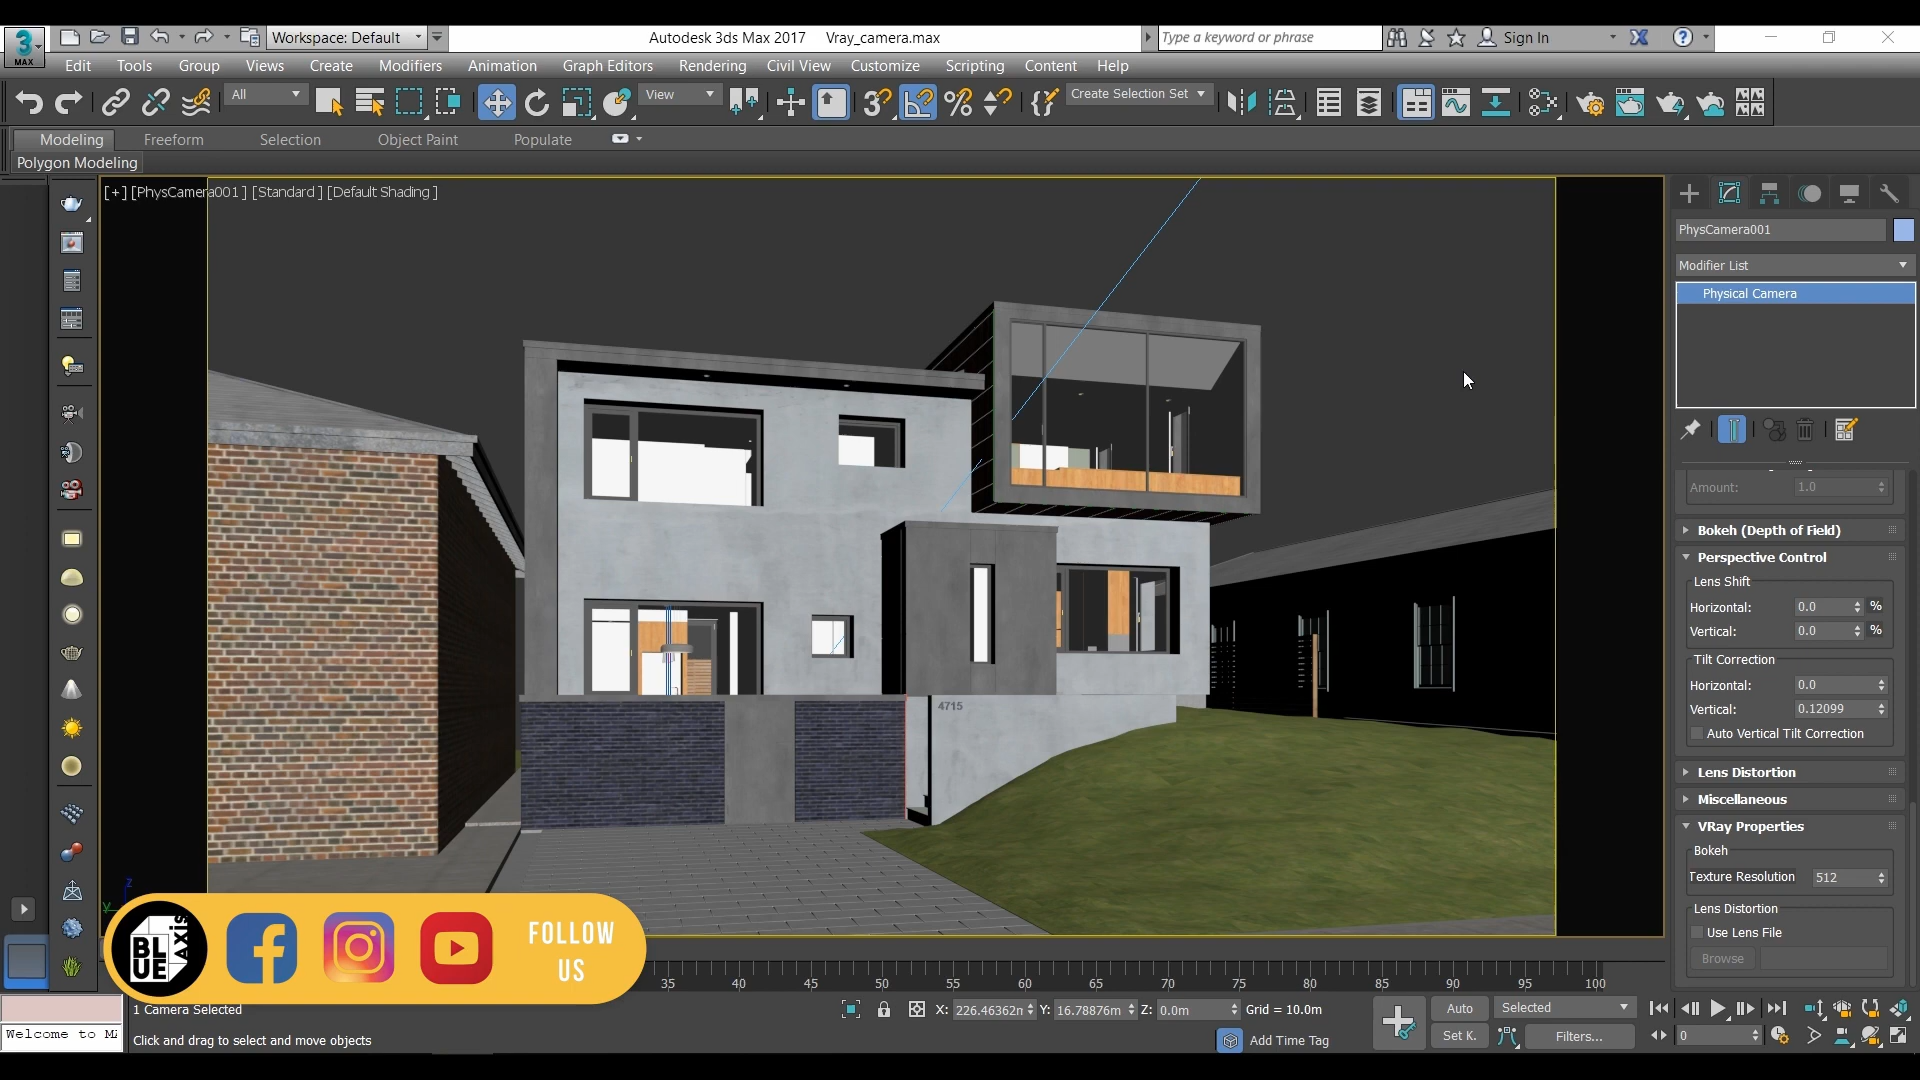 3
MAX
Workspace: Default
Autodesk 3ds Max 2017 Vray_camera.max
Type a keyword or phrase
Sign In
Edit Tools Group Views Create Modifiers Animation Graph Editors Rendering Civil View Customize Scripting Content Help
All
View
Create Selection Set
Modeling Freeform Selection Object Paint Populate
Polygon Modeling
[+] [PhysCamera001 ] [Standard ] [Default Shading ]
PhysCamera001
Modifier List
Physical Camera
Amount: 1.0
Bokeh (Depth of Field)
Perspective Control
Lens Shift
Horizontal: 0.0 %
Vertical: 0.0 %
Tilt Correction
Horizontal: 0.0
Vertical: 0.12099
Auto Vertical Tilt Correction
Lens Distortion
Miscellaneous
VRay Properties
Bokeh
Texture Resolution 512
Lens Distortion
Use Lens File
Browse
4715
z
y
BLUE AXiS
FOLLOW
US
35 40 45 50 55 60 65 70 75 80 85 90 95 100
1 Camera Selected
X: 226.46362m Y: 16.78876m Z: 0.0m Grid = 10.0m
Auto Selected
Welcome to MA
Click and drag to select and move objects
Add Time Tag
Set K. Filters...
0